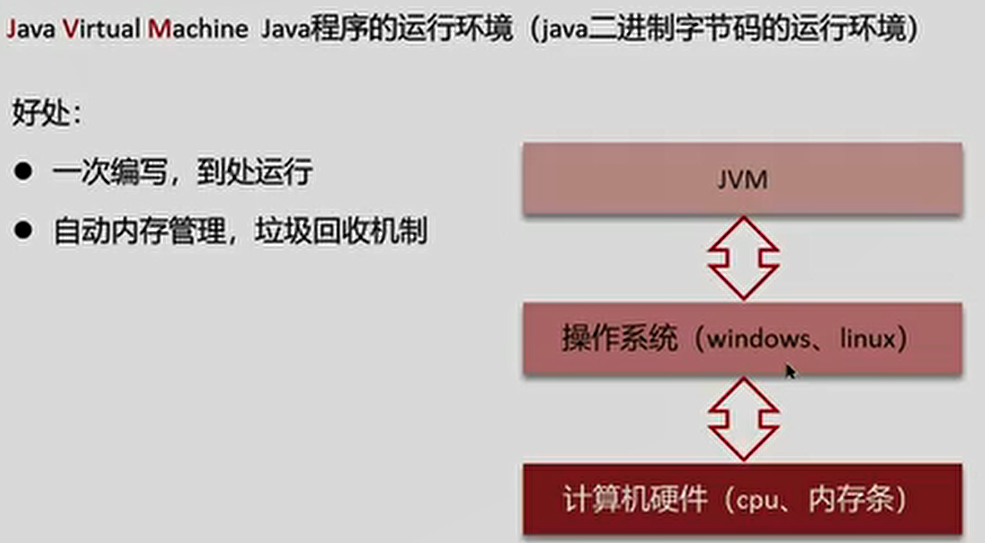 Java Virtual Machine Java程序的运行环境（java二进制字节码的运行环境）
好处：
● 一次编写，到处运行
● 自动内存管理，垃圾回收机制
JVM
操作系统（windows、linux）
计算机硬件（cpu、内存条）